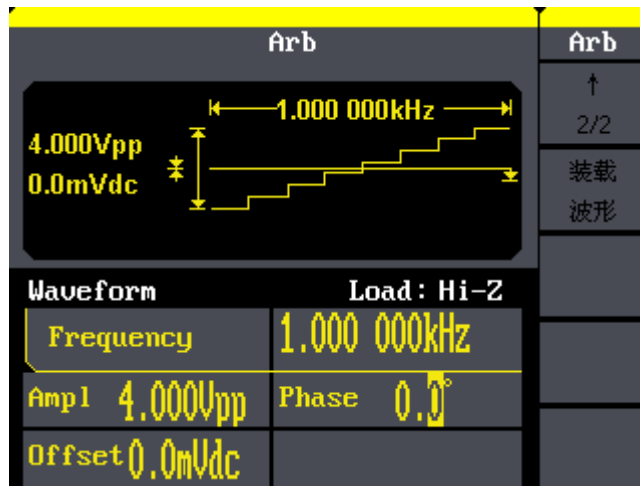 Arb
Arb
↑
2/2
装载
波形
1.000 000kHz
4.000Vpp
0.0mVdc
Waveform Load: Hi-Z
Frequency 1.000 000kHz
Ampl 4.000Vpp Phase 0.0°
Offset 0.0mVdc